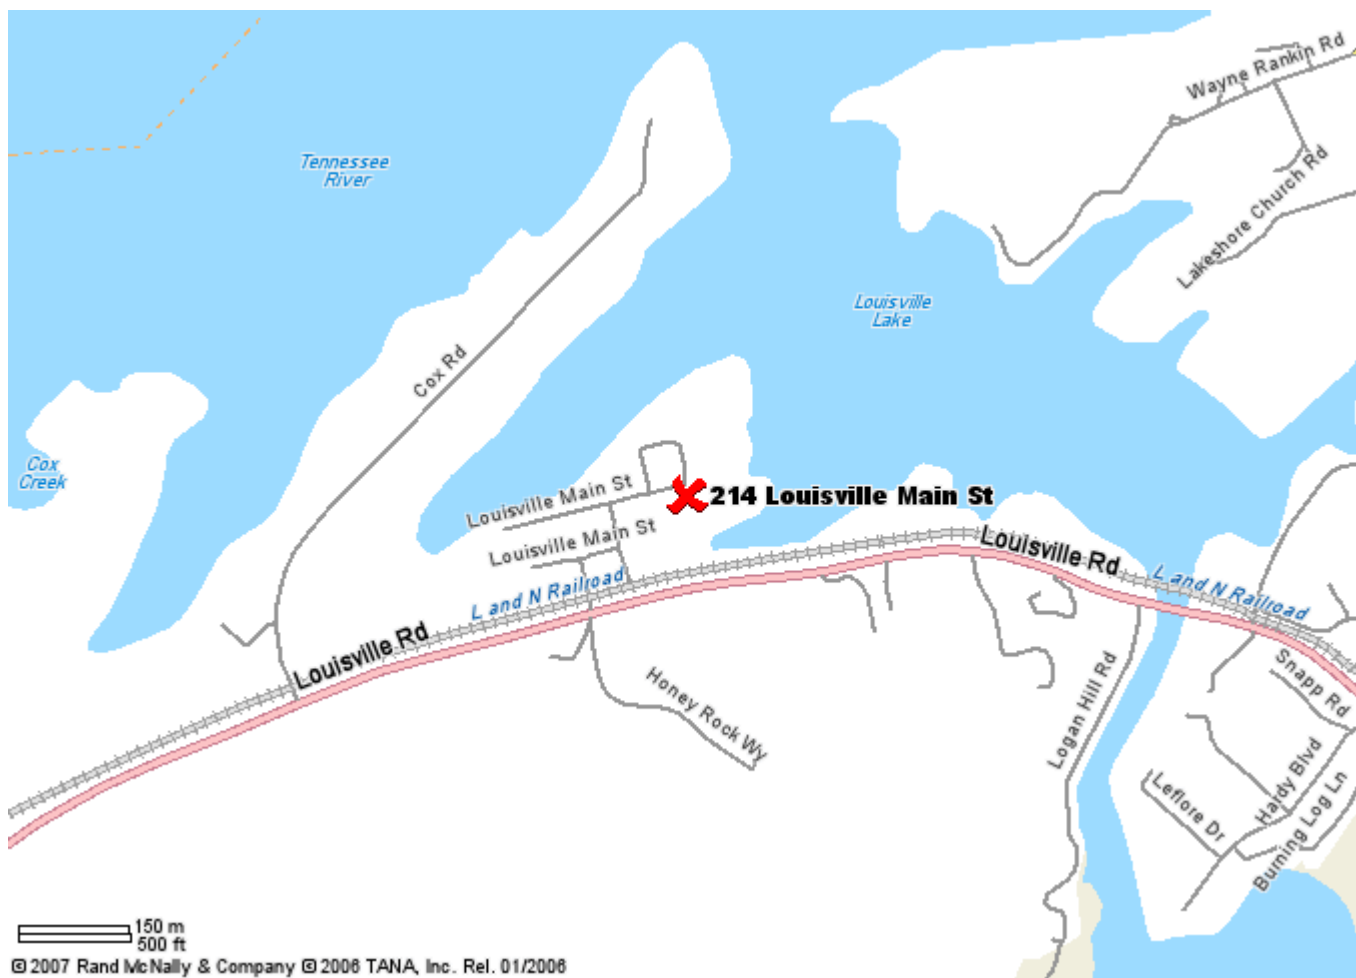 Wayne Rankin Rd
Tennessee
River
Lakeshore Church Rd
Louisville
Lake
Cox Rd
Cox
Creek
Louisville Main St
214 Louisville Main St
Louisville Main St
Louisville Rd
L and N Railroad
L and N Railroad
Louisville Rd
Snapp Rd
Honey Rock Wy
Logan Hill Rd
Hardy Blvd
Leflore Dr
Burning Log Ln
150 m
500 ft
© 2007 Rand McNally & Company © 2006 TANA, Inc. Rel. 01/2006